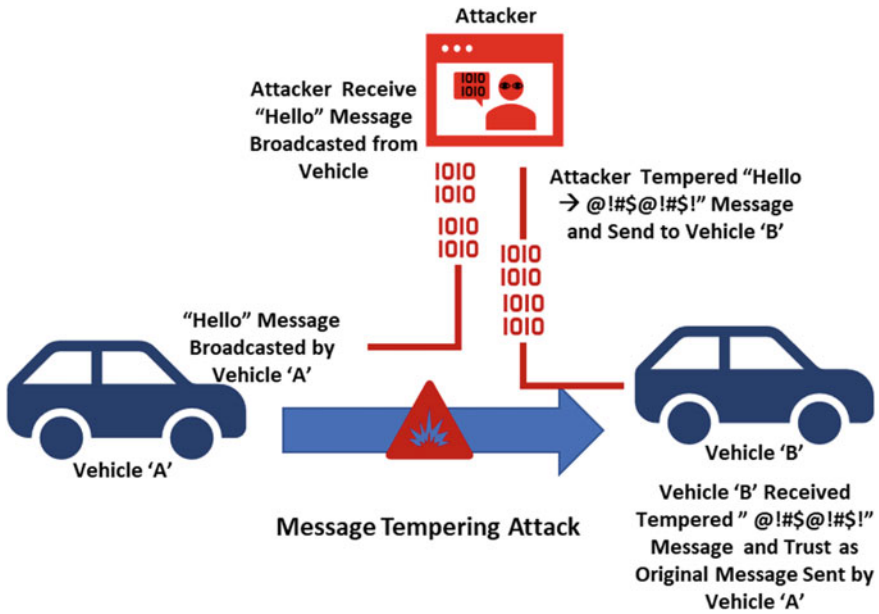 Attacker
Attacker Receive
“Hello” Message
Broadcasted from
Vehicle
1010
1010
1010
1010
1010
1010
Attacker Tempered “Hello
→ @!#$@!#$!” Message
and Send to Vehicle ‘B’
1010
1010
1010
1010
“Hello” Message
Broadcasted by
Vehicle ‘A’
Vehicle ‘A’
Vehicle ‘B’
Message Tempering Attack
Vehicle ‘B’ Received
Tempered ” @!#$@!#$!”
Message and Trust as
Original Message Sent by
Vehicle ‘A’